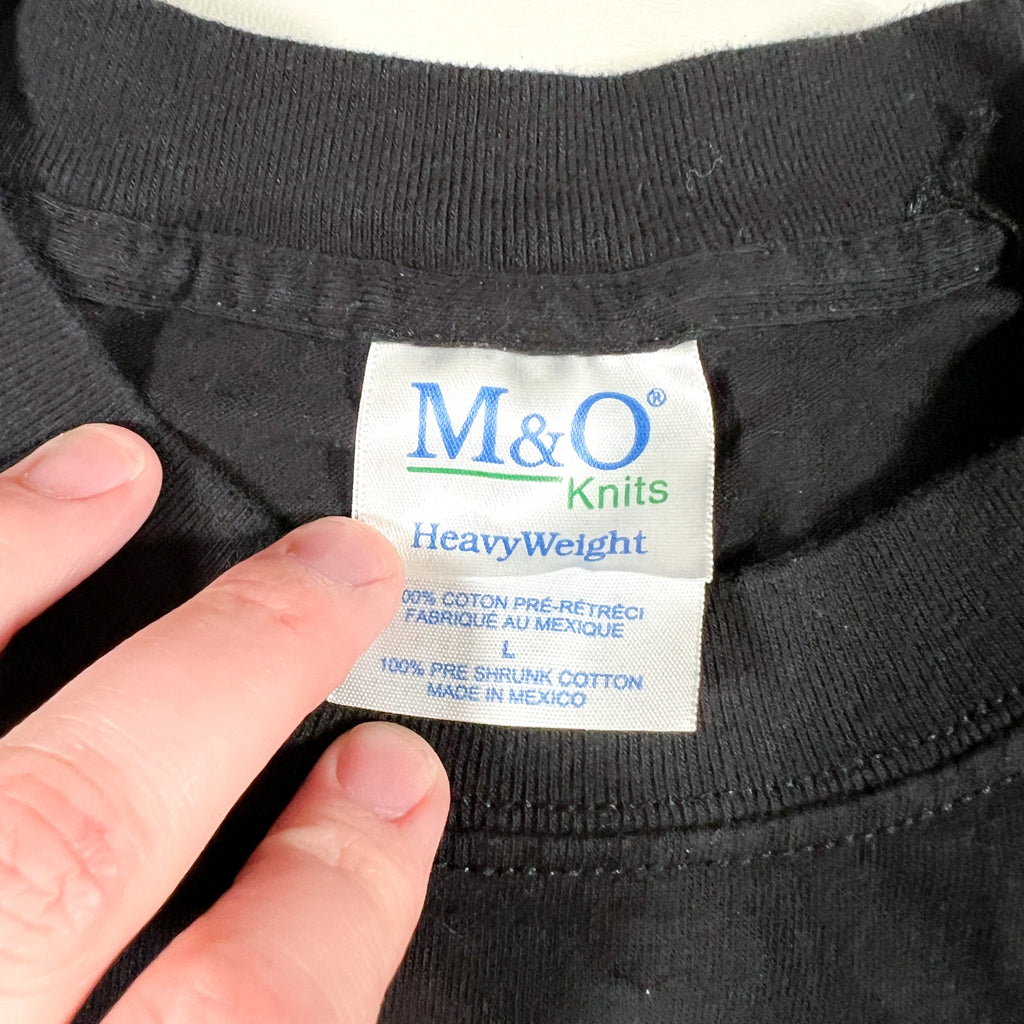 M&O®
Knits
HeavyWeight
00% COTON PRÉ-RÉTRÉCI
FABRIQUÉ AU MEXIQUE
L
100% PRE SHRUNK COTTON
MADE IN MEXICO